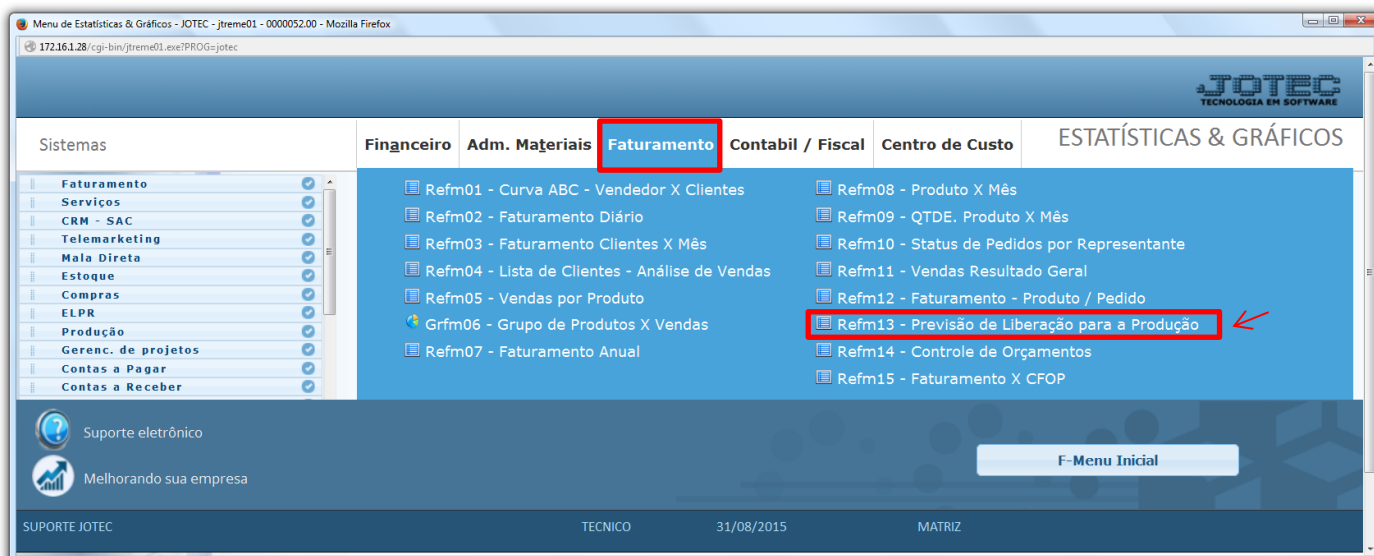 Menu de Estatísticas & Gráficos - JOTEC - jtreme01 - 0000052.00 - Mozilla Firefox
172.16.1.28/cgi-bin/jtreme01.exe?PROG=jotec
JOTEC
TECNOLOGIA EM SOFTWARE
Sistemas
Financeiro Adm. Materiais Faturamento Contabil / Fiscal Centro de Custo
ESTATÍSTICAS & GRÁFICOS
Faturamento
Serviços
CRM - SAC
Telemarketing
Mala Direta
Estoque
Compras
ELPR
Produção
Gerenc. de projetos
Contas a Pagar
Contas a Receber
Refm01 - Curva ABC - Vendedor X Clientes
Refm02 - Faturamento Diário
Refm03 - Faturamento Clientes X Mês
Refm04 - Lista de Clientes - Análise de Vendas
Refm05 - Vendas por Produto
Grfm06 - Grupo de Produtos X Vendas
Refm07 - Faturamento Anual
Refm08 - Produto X Mês
Refm09 - QTDE. Produto X Mês
Refm10 - Status de Pedidos por Representante
Refm11 - Vendas Resultado Geral
Refm12 - Faturamento - Produto / Pedido
Refm13 - Previsão de Liberação para a Produção
Refm14 - Controle de Orçamentos
Refm15 - Faturamento X CFOP
Suporte eletrônico
Melhorando sua empresa
F-Menu Inicial
SUPORTE JOTEC TECNICO 31/08/2015 MATRIZ